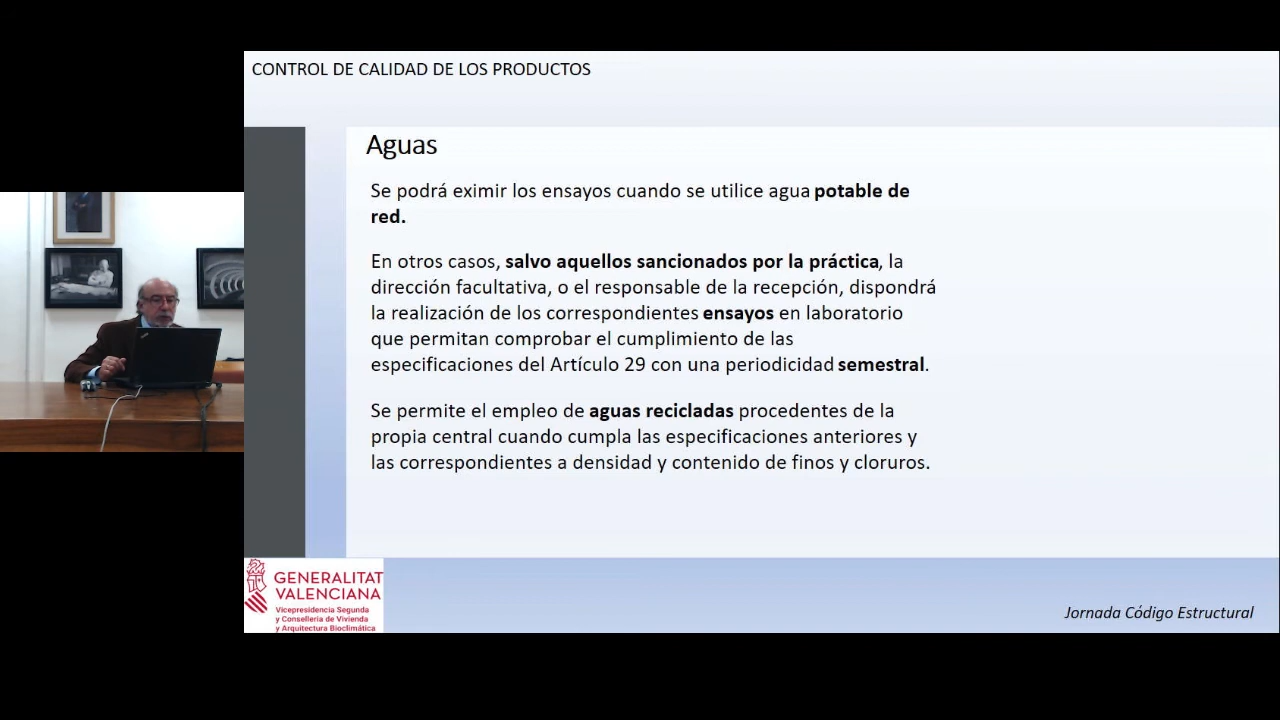 CONTROL DE CALIDAD DE LOS PRODUCTOS
Aguas
Se podrá eximir los ensayos cuando se utilice agua potable de
red.
En otros casos, salvo aquellos sancionados por la práctica, la
dirección facultativa, o el responsable de la recepción, dispondrá
la realización de los correspondientes ensayos en laboratorio
que permitan comprobar el cumplimiento de las
especificaciones del Artículo 29 con una periodicidad semestral.
Se permite el empleo de aguas recicladas procedentes de la
propia central cuando cumpla las especificaciones anteriores y
las correspondientes a densidad y contenido de finos y cloruros.
GENERALITAT
VALENCIANA
Vicepresidencia Segunda
y Conselleria de Vivienda
y Arquitectura Bioclimática
Jornada Código Estructural